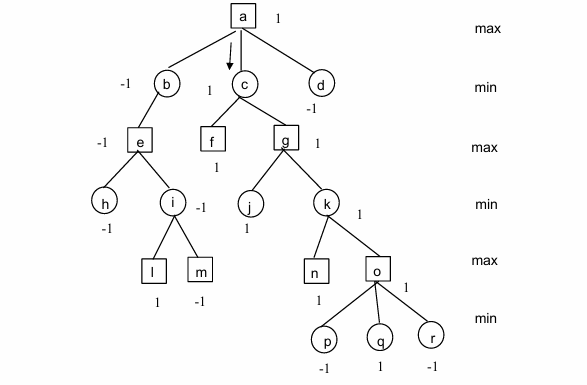 a 1 max
-1 b 1 c d min
-1
-1 e f g 1 max
1
h i -1 j k 1 min
-1 1
l m n o max
1 -1 1 1
p q r min
-1 1 -1